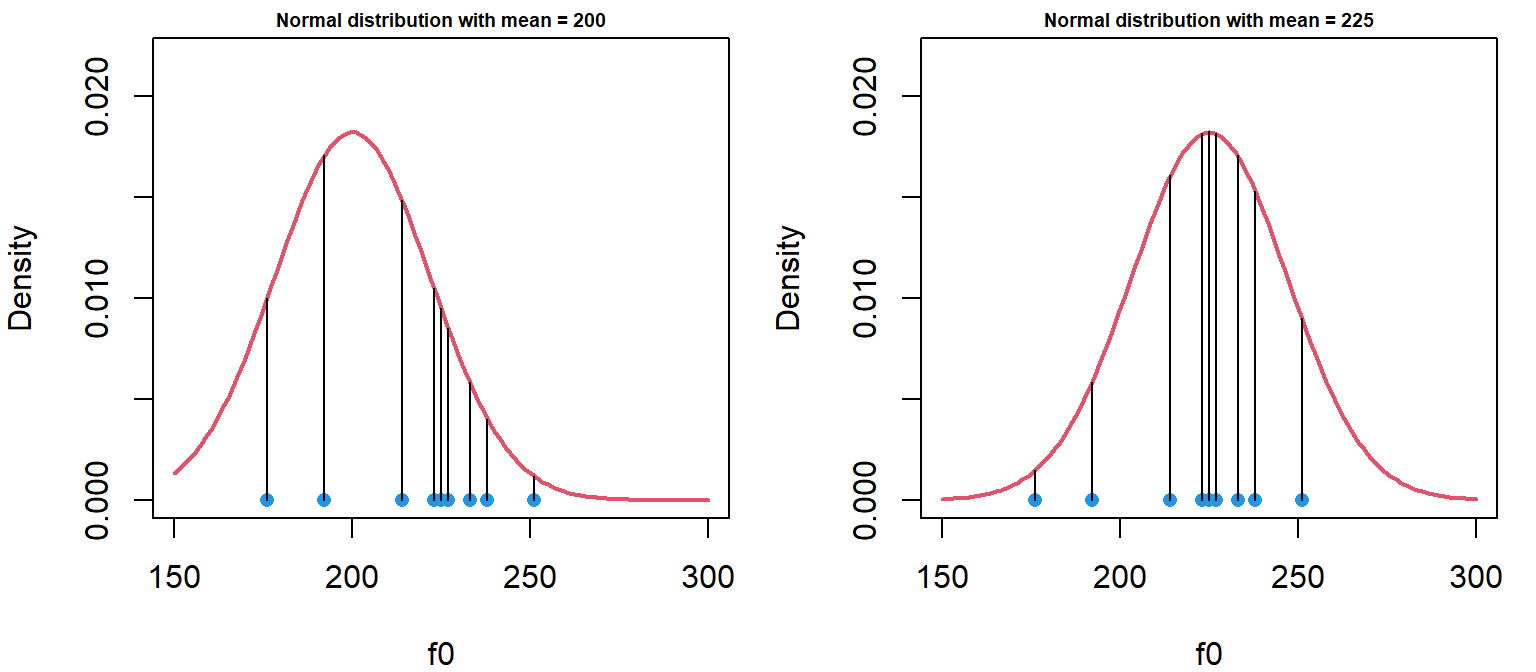 Normal distribution with mean = 200
0.020
0.010
0.000
Density
150 200 250 300
f0
Normal distribution with mean = 225
0.020
0.010
0.000
Density
150 200 250 300
f0